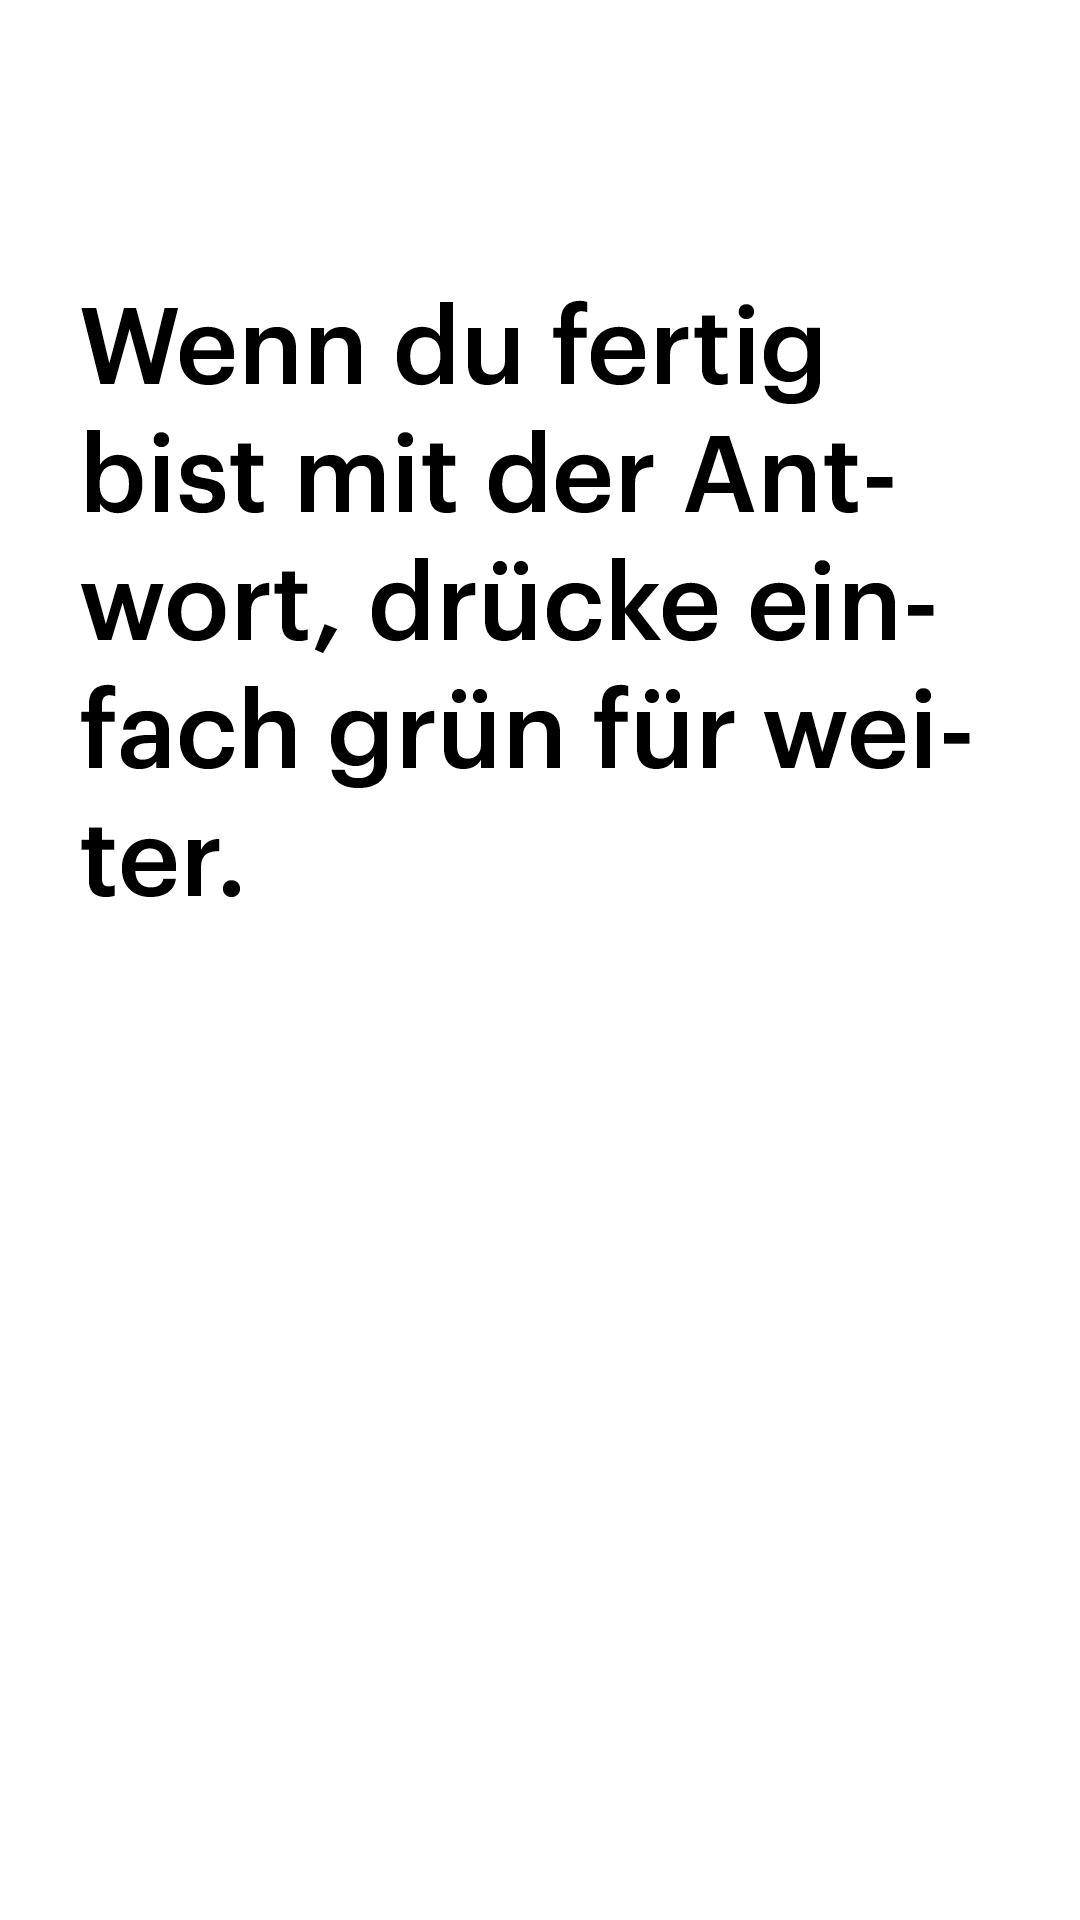 Wenn du fertig
bist mit der Ant-
wort, drücke ein-
fach grün für wei-
ter.